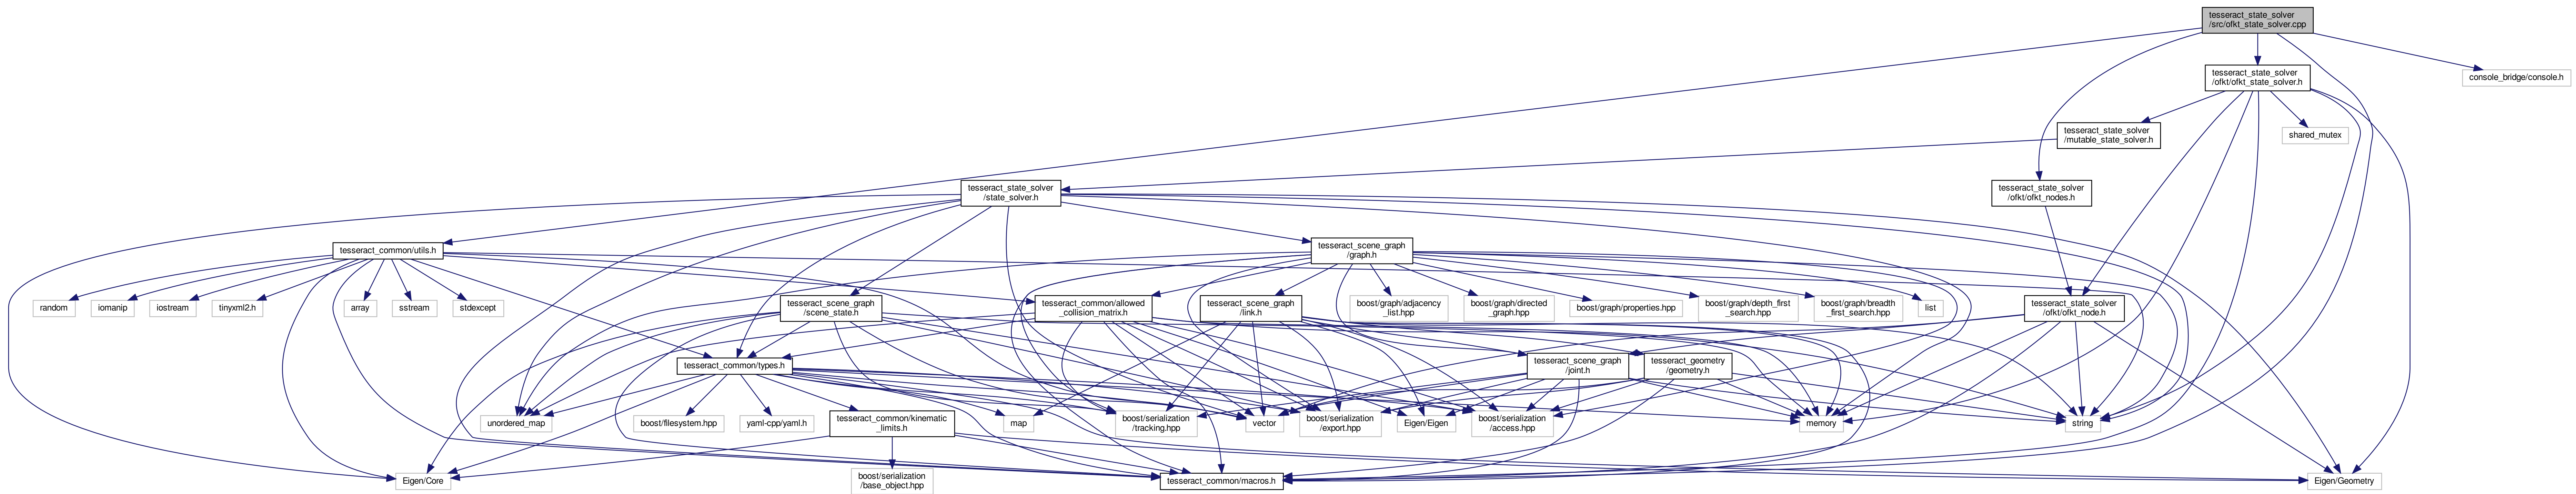 tesseract_state_solver
/src/ofkt_state_solver.cpp
tesseract_state_solver
/ofkt/ofkt_state_solver.h
console_bridge/console.h
tesseract_state_solver
/mutable_state_solver.h
shared_mutex
tesseract_state_solver
/state_solver.h
tesseract_state_solver
/ofkt/ofkt_nodes.h
tesseract_common/utils.h
tesseract_scene_graph
/graph.h
random
iomanip
iostream
tinyxml2.h
array
sstream
stdexcept
tesseract_scene_graph
/scene_state.h
tesseract_common/allowed
_collision_matrix.h
tesseract_scene_graph
/link.h
boost/graph/adjacency
_list.hpp
boost/graph/directed
_graph.hpp
boost/graph/properties.hpp
boost/graph/depth_first
_search.hpp
boost/graph/breadth
_first_search.hpp
list
tesseract_state_solver
/ofkt/ofkt_node.h
tesseract_common/types.h
tesseract_scene_graph
/joint.h
tesseract_geometry
/geometry.h
unordered_map
boost/filesystem.hpp
yaml-cpp/yaml.h
tesseract_common/kinematic
_limits.h
map
boost/serialization
/tracking.hpp
vector
boost/serialization
/export.hpp
Eigen/Eigen
boost/serialization
/access.hpp
memory
string
Eigen/Core
boost/serialization
/base_object.hpp
tesseract_common/macros.h
Eigen/Geometry